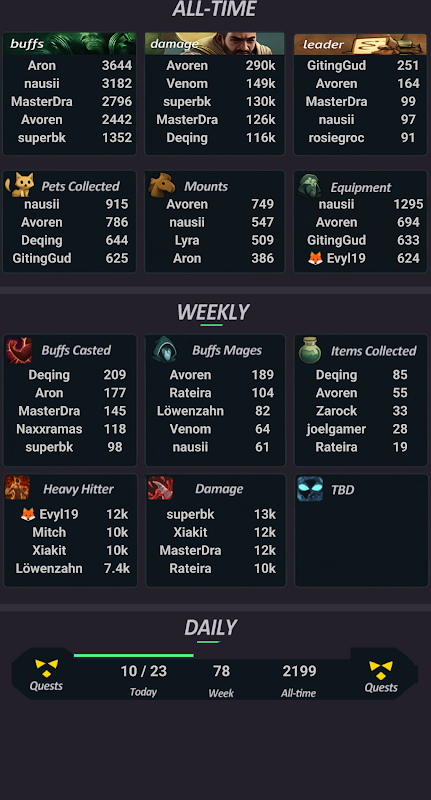 ALL-TIME
buffs
Aron 3644
nausii 3182
MasterDra 2796
Avoren 2442
superbk 1352
damage
Avoren 290k
Venom 149k
superbk 130k
MasterDra 126k
Deqing 116k
leader
GitingGud 251
Avoren 164
MasterDra 99
nausii 97
rosiegroc 91
Pets Collected
nausii 915
Avoren 786
Deqing 644
GitingGud 625
Mounts
Avoren 749
nausii 547
Lyra 509
Aron 386
Equipment
nausii 1295
Avoren 694
GitingGud 633
🦊 Evyl19 624
WEEKLY
Buffs Casted
Deqing 209
Aron 177
MasterDra 145
Naxxramas 118
superbk 98
Buffs Mages
Avoren 189
Rateira 104
Löwenzahn 82
Venom 64
nausii 61
Items Collected
Deqing 85
Avoren 55
Zarock 33
joelgamer 28
Rateira 19
Heavy Hitter
🦊 Evyl19 12k
Mitch 10k
Xiakit 10k
Löwenzahn 7.4k
Damage
superbk 13k
Xiakit 12k
MasterDra 12k
Rateira 10k
TBD
DAILY
Quests
10 / 23
Today
78
Week
2199
All-time
Quests